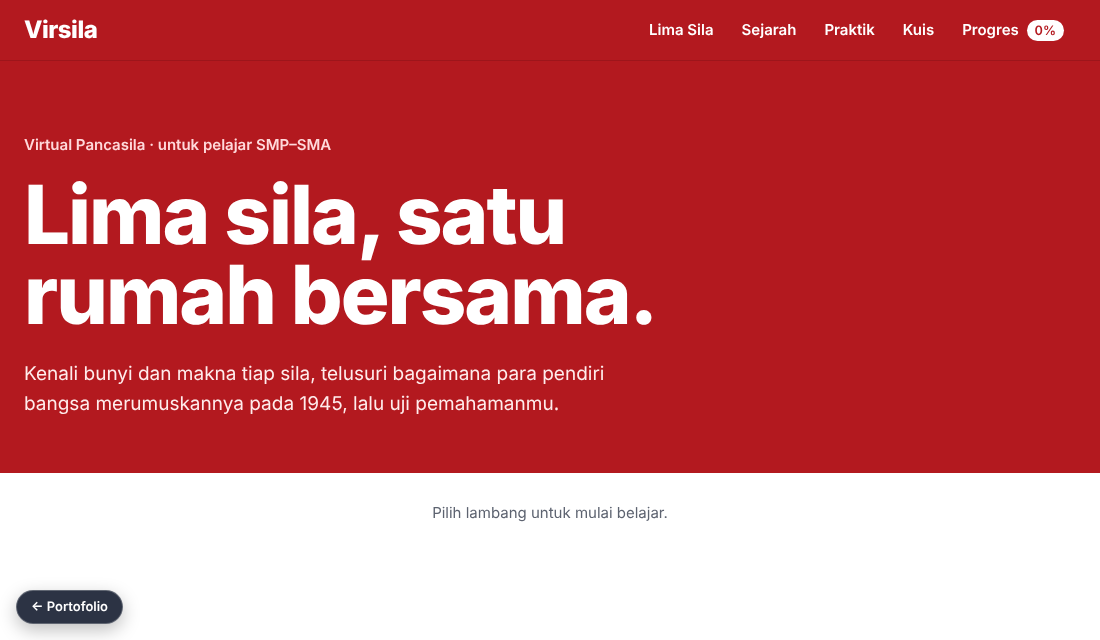 Virsila
Lima Sila
Sejarah
Praktik
Kuis
Progres 0%
Virtual Pancasila · untuk pelajar SMP–SMA
Lima sila, satu
rumah bersama.
Kenali bunyi dan makna tiap sila, telusuri bagaimana para pendiri
bangsa merumuskannya pada 1945, lalu uji pemahamanmu.
Pilih lambang untuk mulai belajar.
← Portofolio